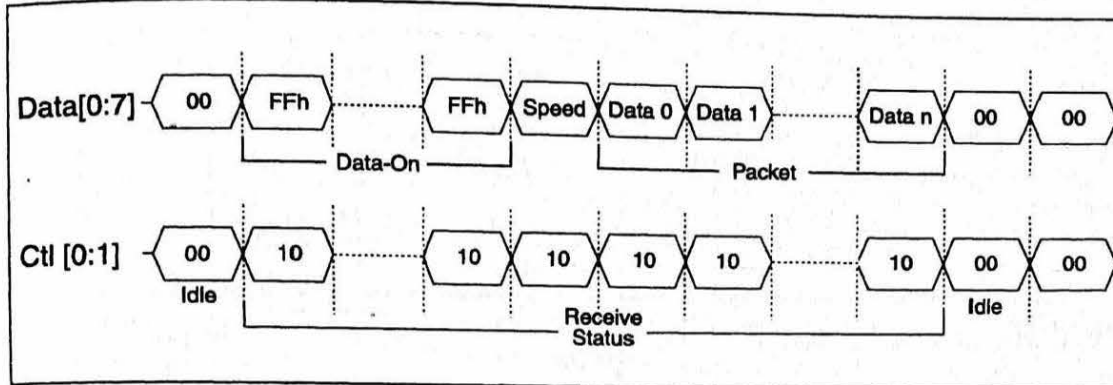 Data[0:7] 00 FFh FFh Speed Data 0 Data 1 Data n 00 00
Data-On Packet
Ctl [0:1] 00 10 10 10 10 10 10 00 00
Idle Idle
Receive
Status